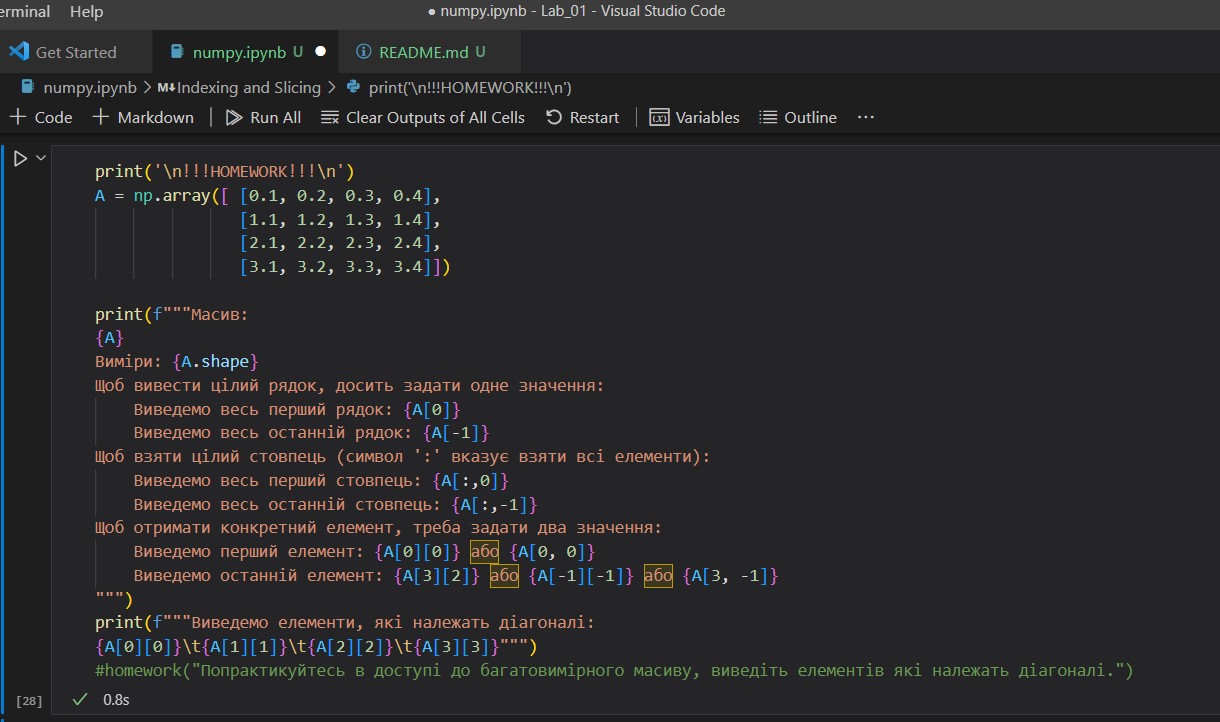 erminal Help ● numpy.ipynb - Lab_01 - Visual Studio Code
Get Started numpy.ipynb U ● README.md U
numpy.ipynb > M↓Indexing and Slicing > print('\n!!!HOMEWORK!!!\n')
+ Code + Markdown | Run All Clear Outputs of All Cells Restart | Variables Outline ...
print('\n!!!HOMEWORK!!!\n')
A = np.array([ [0.1, 0.2, 0.3, 0.4],
[1.1, 1.2, 1.3, 1.4],
[2.1, 2.2, 2.3, 2.4],
[3.1, 3.2, 3.3, 3.4]])
print(f"""Масив:
{A}
Виміри: {A.shape}
Щоб вивести цілий рядок, досить задати одне значення:
Виведемо весь перший рядок: {A[0]}
Виведемо весь останній рядок: {A[-1]}
Щоб взяти цілий стовпець (символ ':' вказує взяти всі елементи):
Виведемо весь перший стовпець: {A[:,0]}
Виведемо весь останній стовпець: {A[:,-1]}
Щоб отримати конкретний елемент, треба задати два значення:
Виведемо перший елемент: {A[0][0]} або {A[0, 0]}
Виведемо останній елемент: {A[3][2]} або {A[-1][-1]} або {A[3, -1]}
""")
print(f"""Виведемо елементи, які належать діагоналі:
{A[0][0]}\t{A[1][1]}\t{A[2][2]}\t{A[3][3]}""")
#homework("Попрактикуйтесь в доступі до багатовимірного масиву, виведіть елементів які належать діагоналі.")
[28] ✓ 0.8s